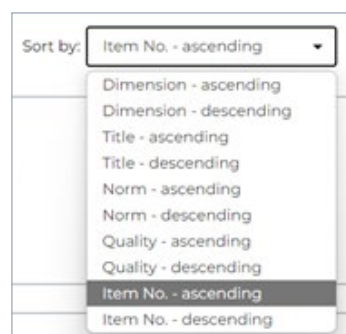 Sort by: Item No. - ascending
Dimension - ascending
Dimension - descending
Title - ascending
Title - descending
Norm - ascending
Norm - descending
Quality - ascending
Quality - descending
Item No. - ascending
Item No. - descending